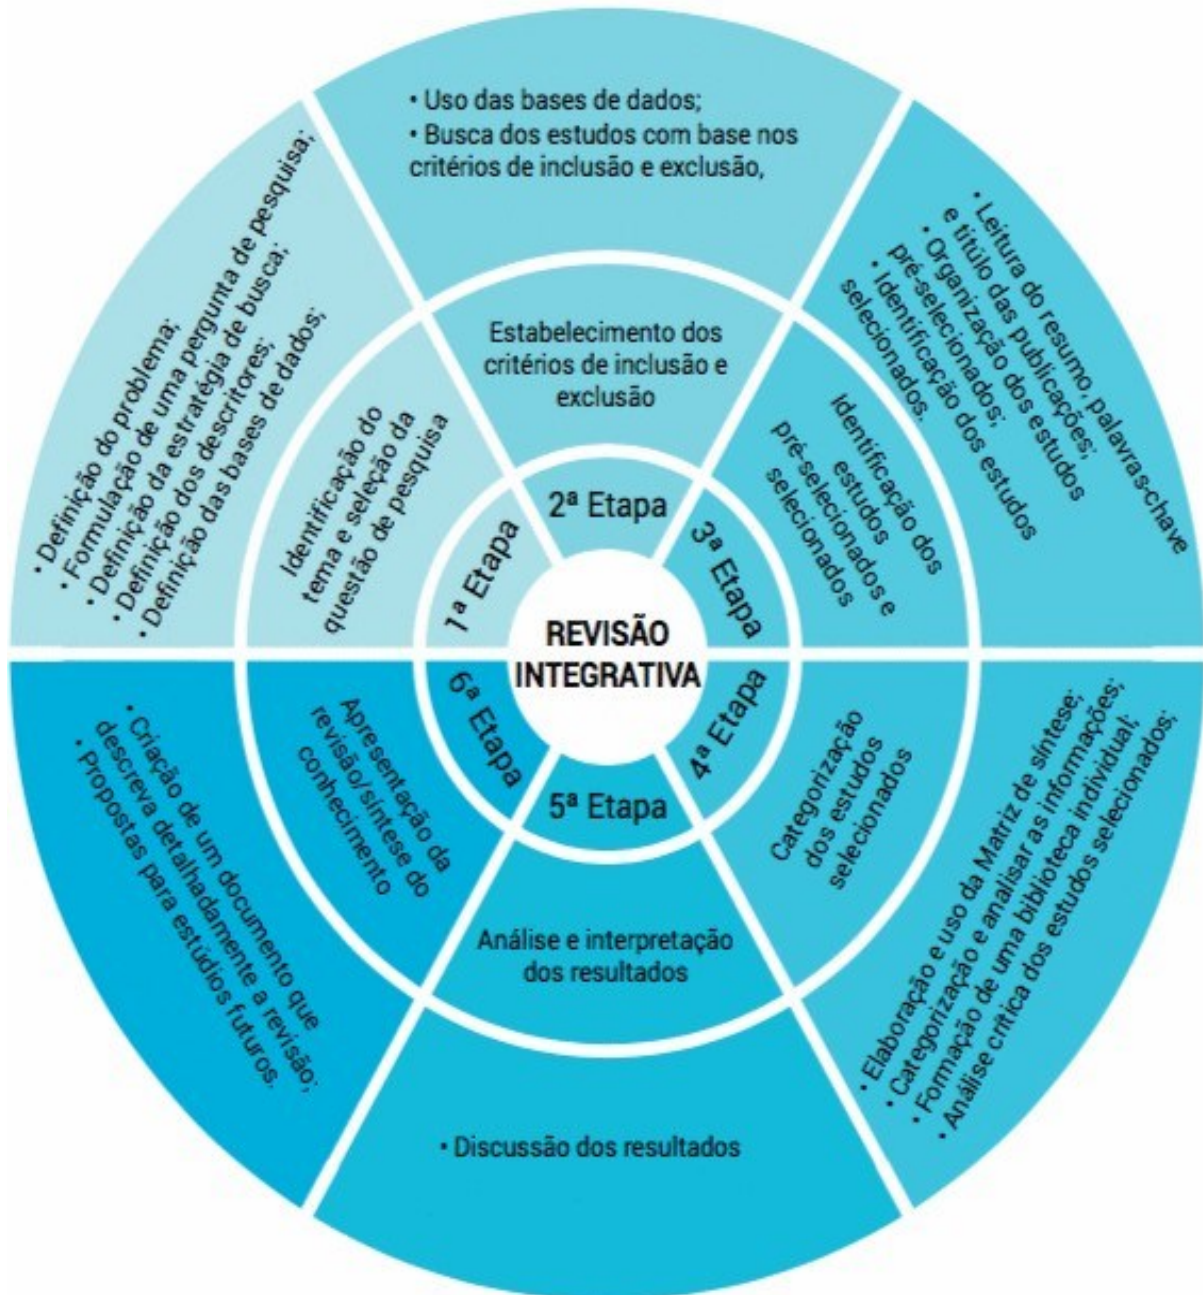 REVISÃO
INTEGRATIVA
1ª Etapa
Identificação do
tema e seleção da
questão de pesquisa
• Definição do problema;
• Formulação de uma pergunta de pesquisa;
• Definição da estratégia de busca;
• Definição dos descritores;
• Definição das bases de dados;
2ª Etapa
Estabelecimento dos
critérios de inclusão e
exclusão
• Uso das bases de dados;
• Busca dos estudos com base nos
critérios de inclusão e exclusão,
3ª Etapa
Identificação dos
estudos
pré-selecionados e
selecionados
• Leitura do resumo, palavras-chave
e título das publicações;
• Organização dos estudos
pré-selecionados;
• Identificação dos estudos
selecionados.
4ª Etapa
Categorização
dos estudos
selecionados
• Elaboração e uso da Matriz de síntese;
• Categorização e analisar as informações;
• Formação de uma biblioteca individual;
• Análise crítica dos estudos selecionados;
5ª Etapa
Análise e interpretação
dos resultados
• Discussão dos resultados
6ª Etapa
Apresentação da
revisão/síntese do
conhecimento
• Criação de um documento que
descreva detalhadamente a revisão;
• Propostas para estúdios futuros.